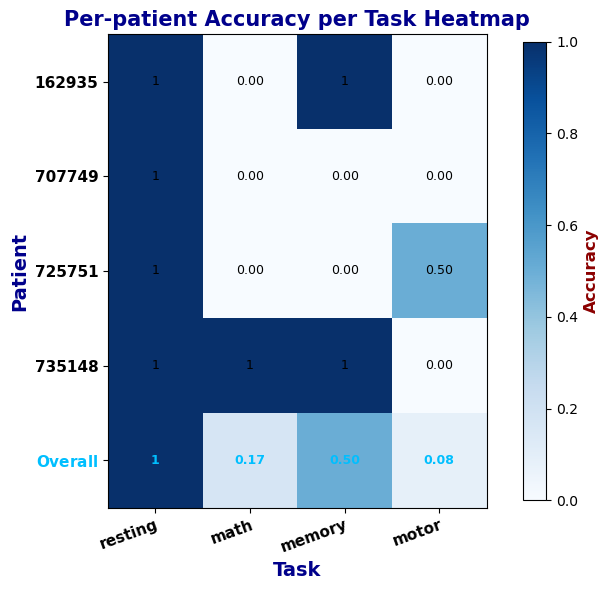 Per-patient Accuracy per Task Heatmap
162935 1 0.00 1 0.00
707749 1 0.00 0.00 0.00
725751 1 0.00 0.00 0.50
735148 1 1 1 0.00
Overall 1 0.17 0.50 0.08
resting math memory motor
Task
Patient
1.0
0.8
0.6
0.4
0.2
0.0
Accuracy